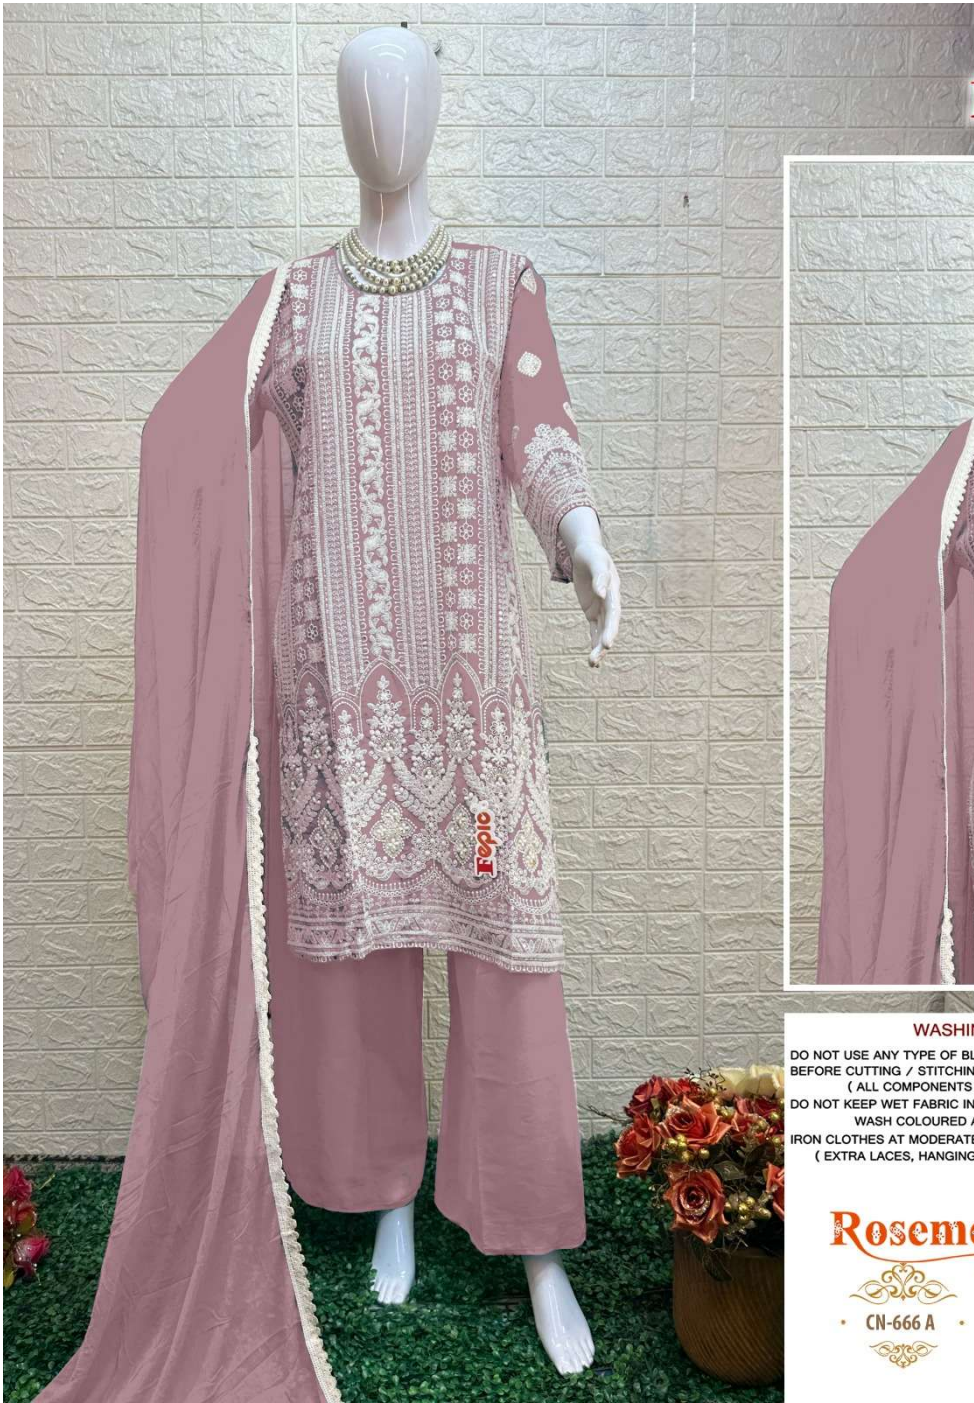 Fepic
WASHIN
DO NOT USE ANY TYPE OF BL
BEFORE CUTTING / STITCHIN
( ALL COMPONENTS
DO NOT KEEP WET FABRIC IN
WASH COLOURED A
IRON CLOTHES AT MODERATE
( EXTRA LACES, HANGING
Roseme
• CN-666 A •